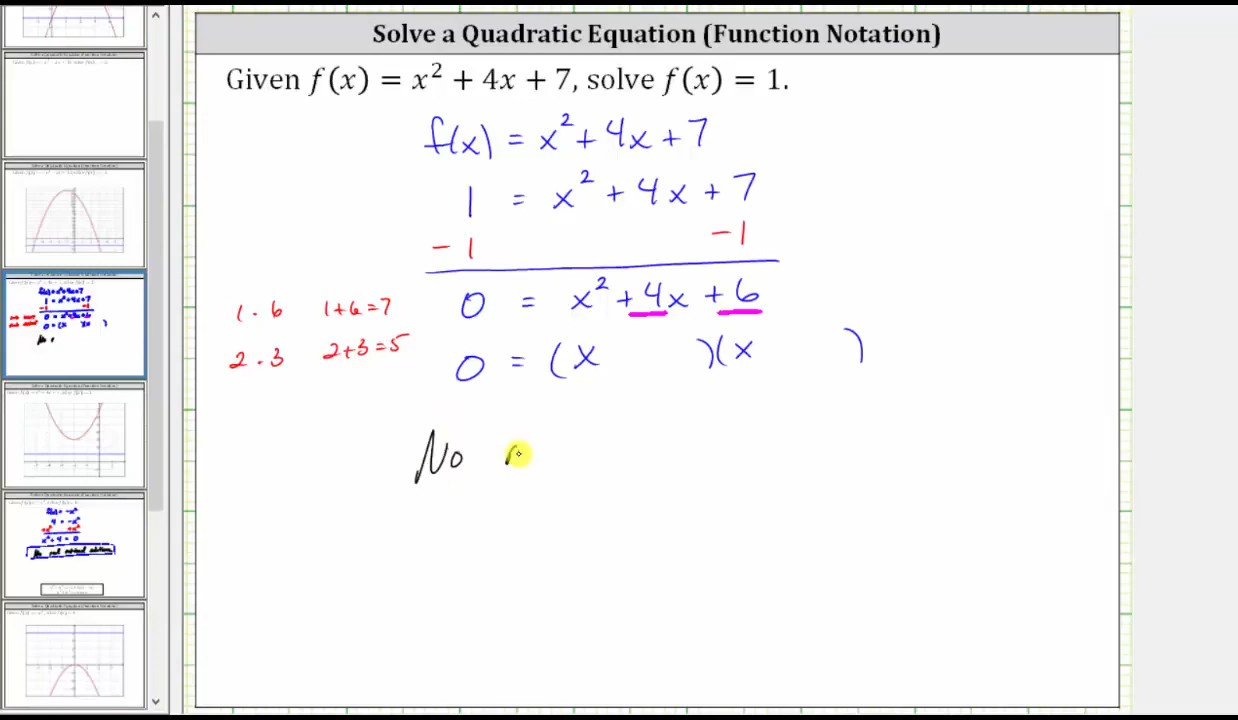 Solve a Quadratic Equation (Function Notation)
Given f(x) = x² + 4x + 7, solve f(x) = 1.
f(x) = x² + 4x + 7
1 = x² + 4x + 7
− 1 − 1
0 = x² + 4x + 6
1 · 6 1+6=7
2 · 3 2+3=5
0 = (x )(x )
No